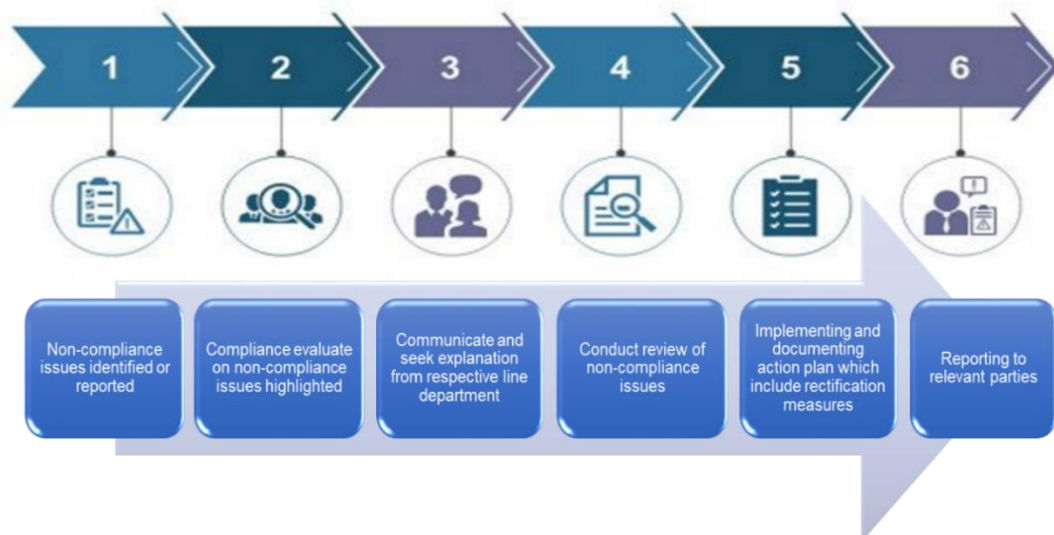 1
2
3
4
5
6
Non-compliance
issues identified or
reported
Compliance evaluate
on non-compliance
issues highlighted
Communicate and
seek explanation
from respective line
department
Conduct review of
non-compliance
issues
Implementing and
documenting
action plan which
include rectification
measures
Reporting to
relevant parties